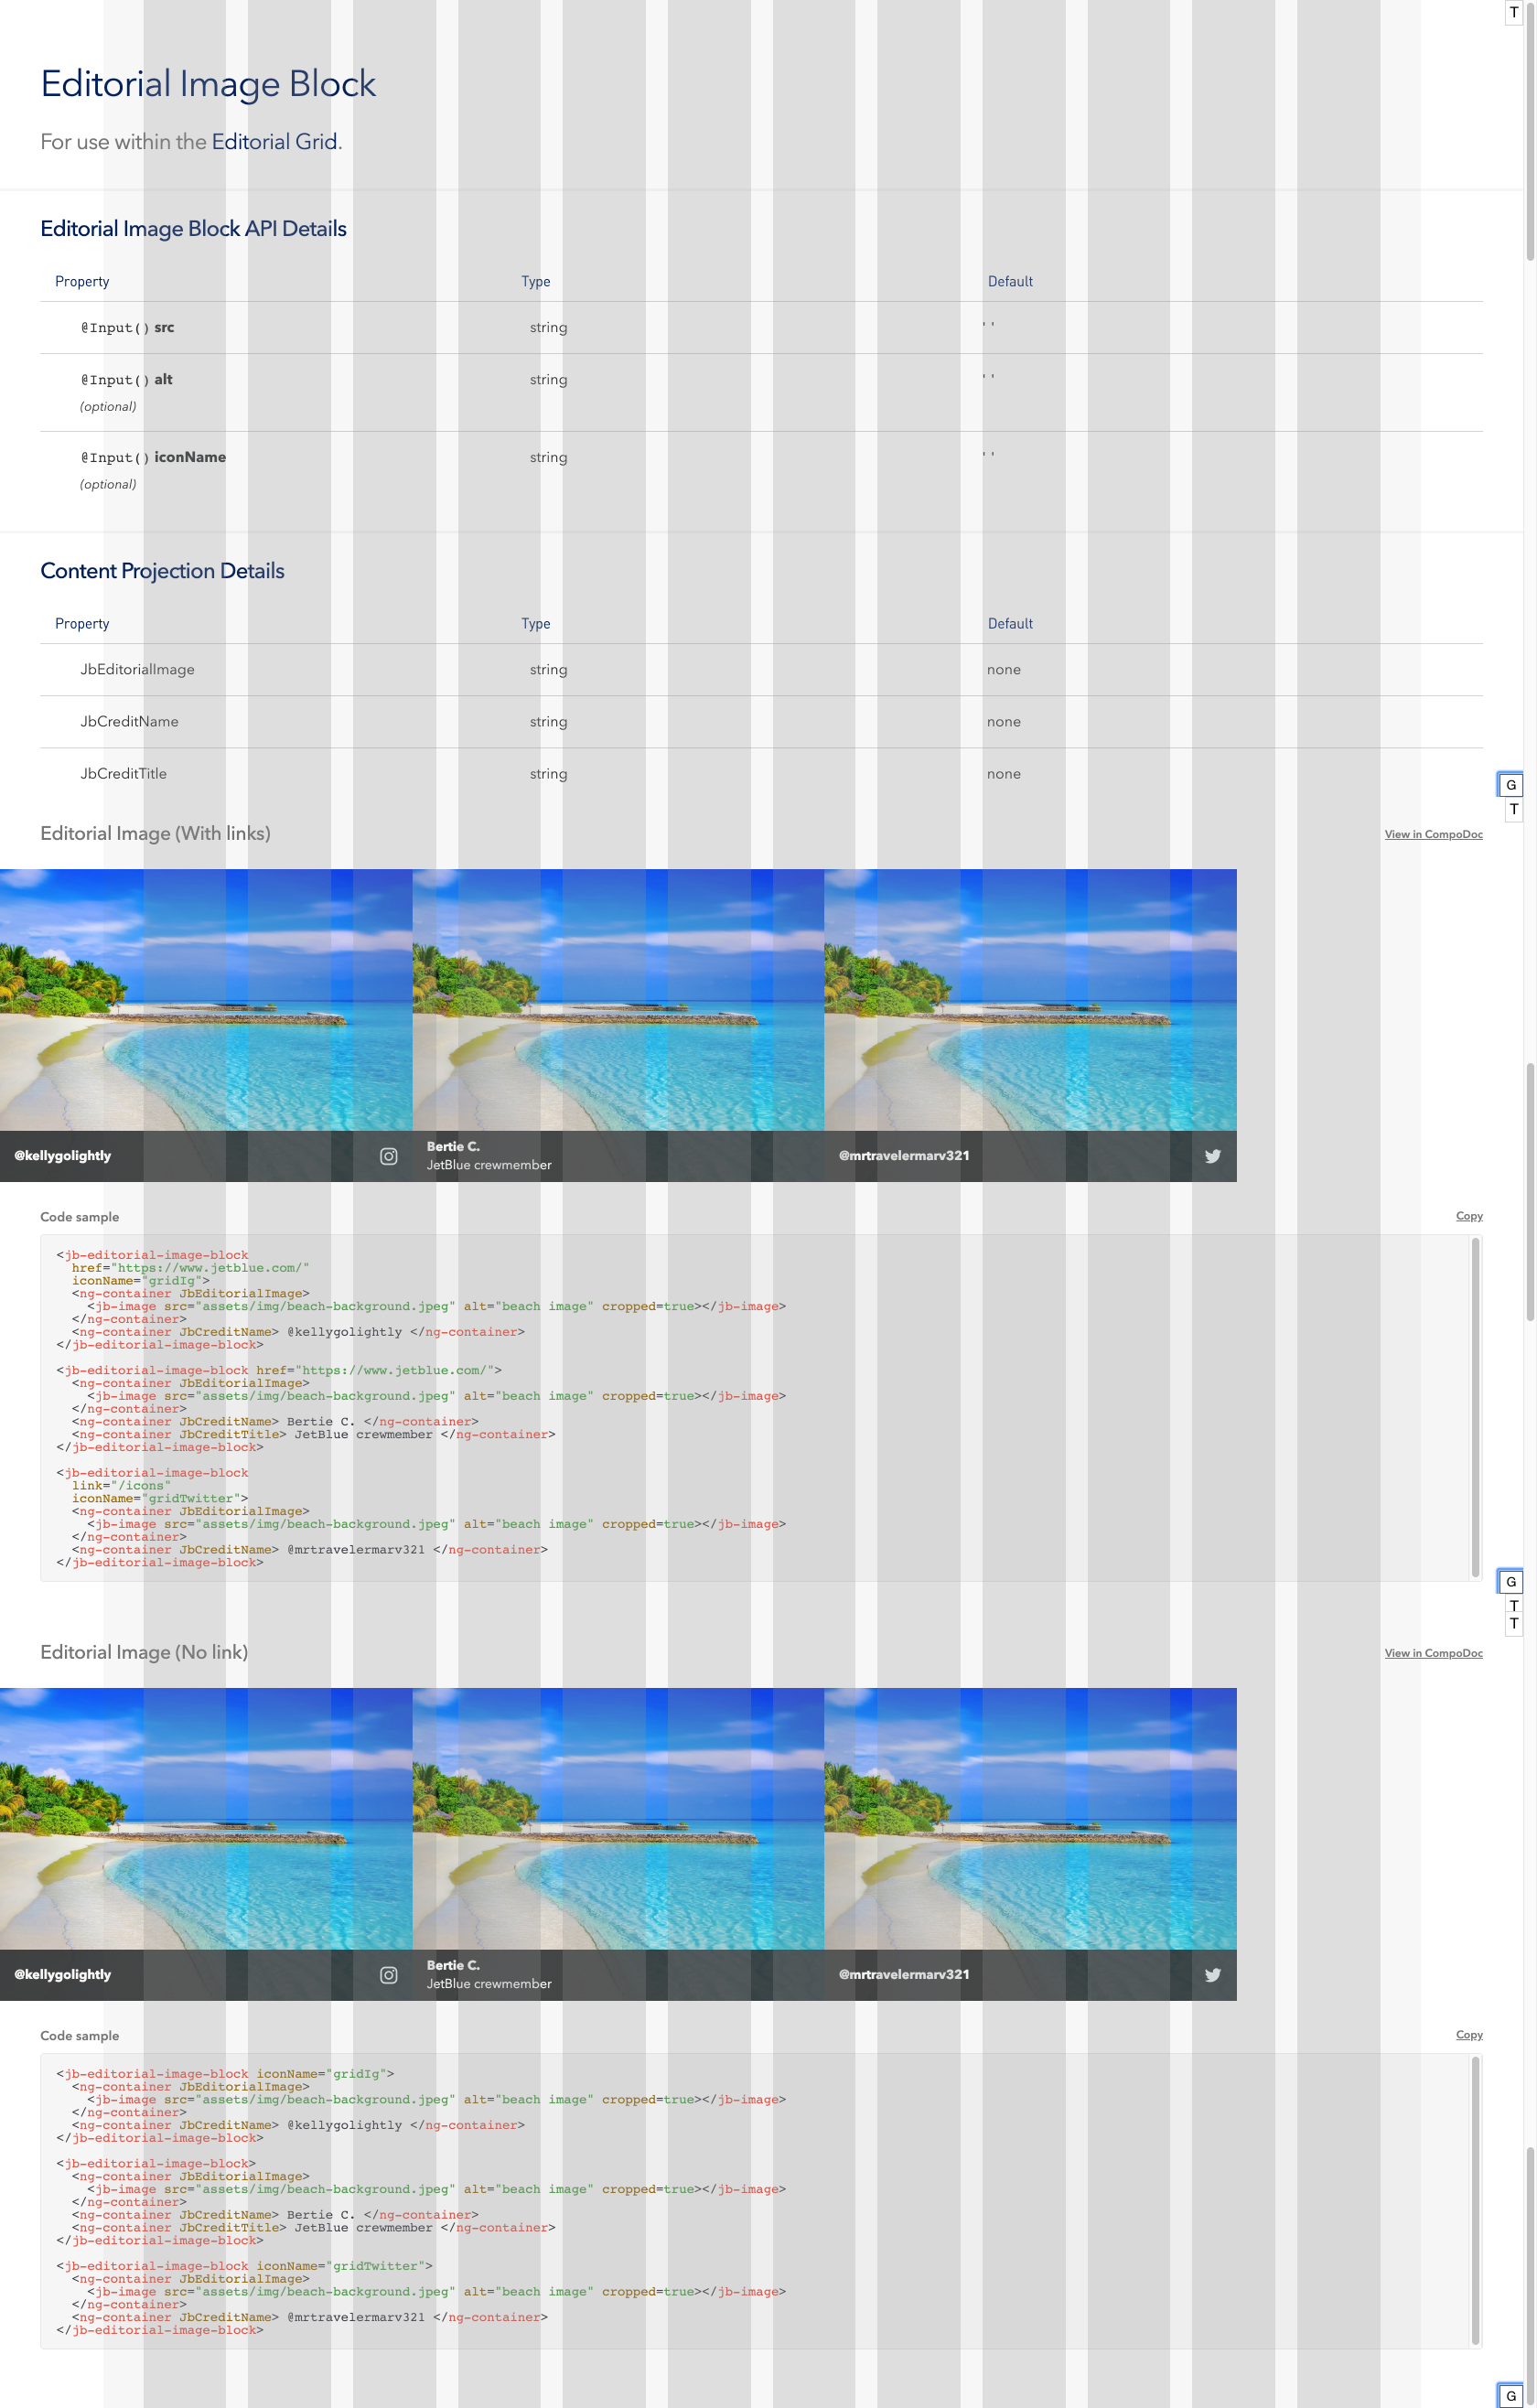 T
Editorial Image Block
For use within the Editorial Grid.
Editorial Image Block API Details
Property Type Default
@Input() src string ' '
@Input() alt string ' '
(optional)
@Input() iconName string ' '
(optional)
Content Projection Details
Property Type Default
JbEditorialImage string none
JbCreditName string none
JbCreditTitle string none
G
T
Editorial Image (With links) View in CompoDoc
@kellygolightly
Bertie C.
JetBlue crewmember
@mrtravelermarv321
Code sample Copy
<jb-editorial-image-block
  href="https://www.jetblue.com/"
  iconName="gridIg">
  <ng-container JbEditorialImage>
    <jb-image src="assets/img/beach-background.jpeg" alt="beach image" cropped=true></jb-image>
  </ng-container>
  <ng-container JbCreditName> @kellygolightly </ng-container>
</jb-editorial-image-block>
<jb-editorial-image-block href="https://www.jetblue.com/">
  <ng-container JbEditorialImage>
    <jb-image src="assets/img/beach-background.jpeg" alt="beach image" cropped=true></jb-image>
  </ng-container>
  <ng-container JbCreditName> Bertie C. </ng-container>
  <ng-container JbCreditTitle> JetBlue crewmember </ng-container>
</jb-editorial-image-block>
<jb-editorial-image-block
  link="/icons"
  iconName="gridTwitter">
  <ng-container JbEditorialImage>
    <jb-image src="assets/img/beach-background.jpeg" alt="beach image" cropped=true></jb-image>
  </ng-container>
  <ng-container JbCreditName> @mrtravelermarv321 </ng-container>
</jb-editorial-image-block>
G
T
T
Editorial Image (No link) View in CompoDoc
@kellygolightly
Bertie C.
JetBlue crewmember
@mrtravelermarv321
Code sample Copy
<jb-editorial-image-block iconName="gridIg">
  <ng-container JbEditorialImage>
    <jb-image src="assets/img/beach-background.jpeg" alt="beach image" cropped=true></jb-image>
  </ng-container>
  <ng-container JbCreditName> @kellygolightly </ng-container>
</jb-editorial-image-block>
<jb-editorial-image-block>
  <ng-container JbEditorialImage>
    <jb-image src="assets/img/beach-background.jpeg" alt="beach image" cropped=true></jb-image>
  </ng-container>
  <ng-container JbCreditName> Bertie C. </ng-container>
  <ng-container JbCreditTitle> JetBlue crewmember </ng-container>
</jb-editorial-image-block>
<jb-editorial-image-block iconName="gridTwitter">
  <ng-container JbEditorialImage>
    <jb-image src="assets/img/beach-background.jpeg" alt="beach image" cropped=true></jb-image>
  </ng-container>
  <ng-container JbCreditName> @mrtravelermarv321 </ng-container>
</jb-editorial-image-block>
G